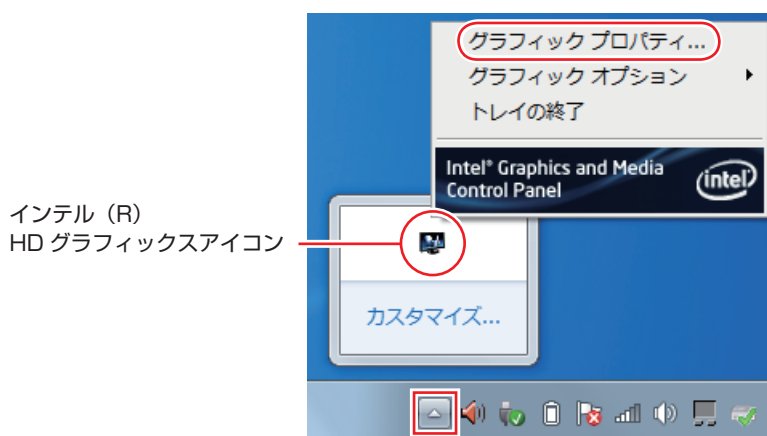 グラフィック プロパティ...
グラフィック オプション
トレイの終了
Intel® Graphics and Media
Control Panel
intel
インテル（R）
HD グラフィックスアイコン
カスタマイズ...